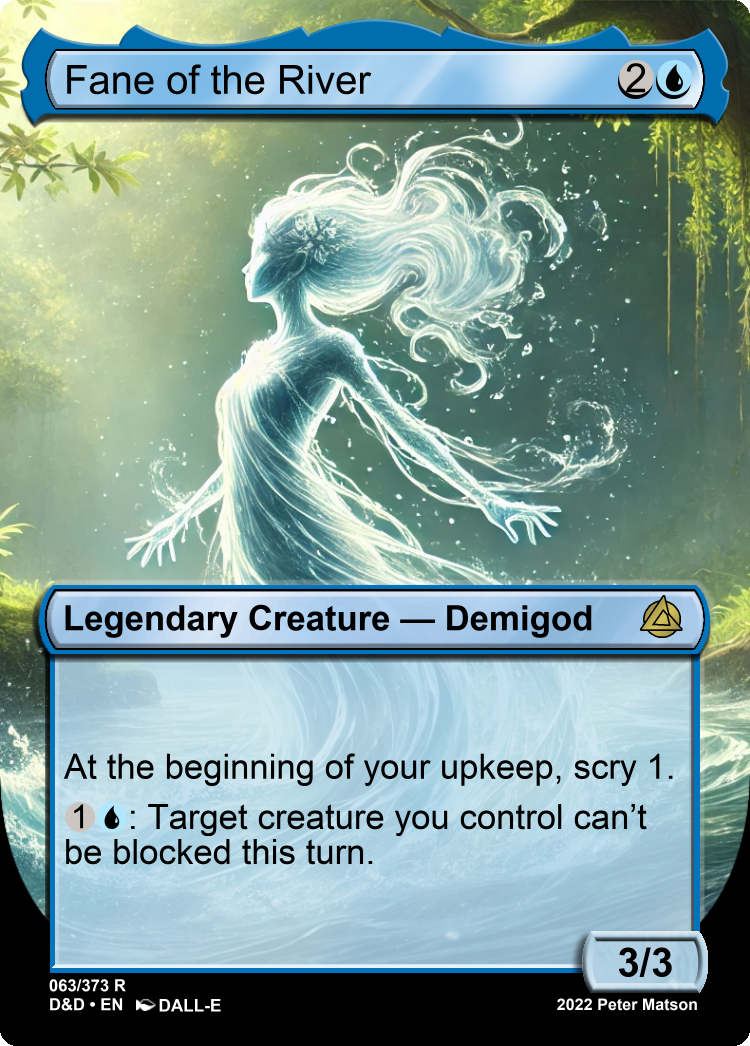 Fane of the River 2
Legendary Creature — Demigod
At the beginning of your upkeep, scry 1.
1 : Target creature you control can’t
be blocked this turn.
3/3
063/373 R
D&D • EN DALL-E
2022 Peter Matson